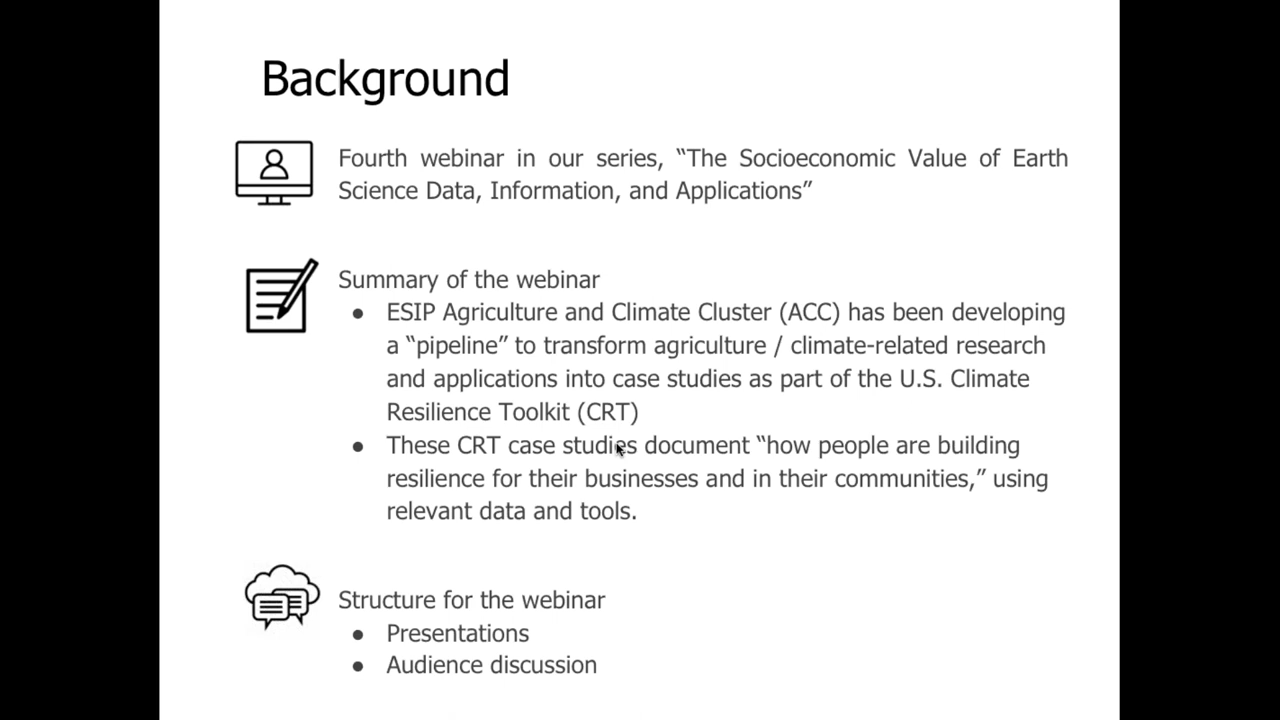 Background
Fourth webinar in our series, “The Socioeconomic Value of Earth
Science Data, Information, and Applications”
Summary of the webinar
● ESIP Agriculture and Climate Cluster (ACC) has been developing
a “pipeline” to transform agriculture / climate-related research
and applications into case studies as part of the U.S. Climate
Resilience Toolkit (CRT)
● These CRT case studies document “how people are building
resilience for their businesses and in their communities,” using
relevant data and tools.
Structure for the webinar
● Presentations
● Audience discussion